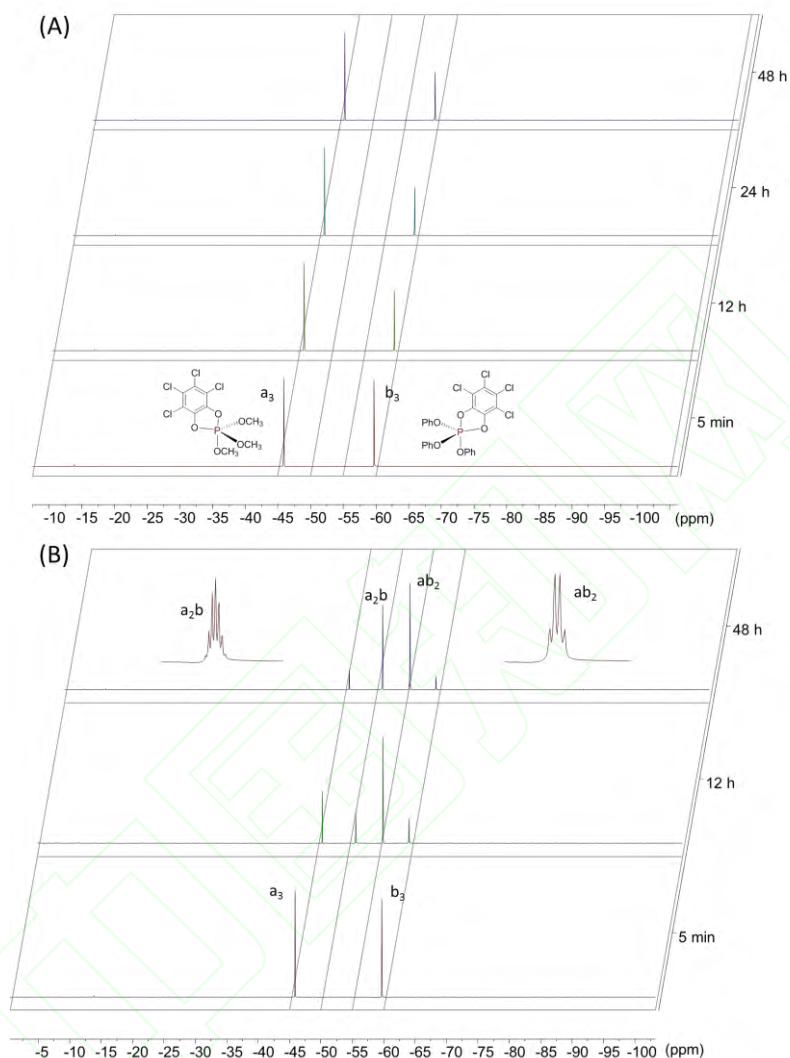 (A)
48 h
24 h
12 h
Cl
Cl
Cl
Cl
O
O
P
OCH3
OCH3
OCH3
a3
b3
Cl
Cl
Cl
Cl
O
O
P
PhO
PhO
OPh
5 min
-10 -15 -20 -25 -30 -35 -40 -45 -50 -55 -60 -65 -70 -75 -80 -85 -90 -95 -100 (ppm)
(B)
a2b
a2b
ab2
ab2
48 h
12 h
a3
b3
5 min
-5 -10 -15 -20 -25 -30 -35 -40 -45 -50 -55 -60 -65 -70 -75 -80 -85 -90 -95 -100 (ppm)